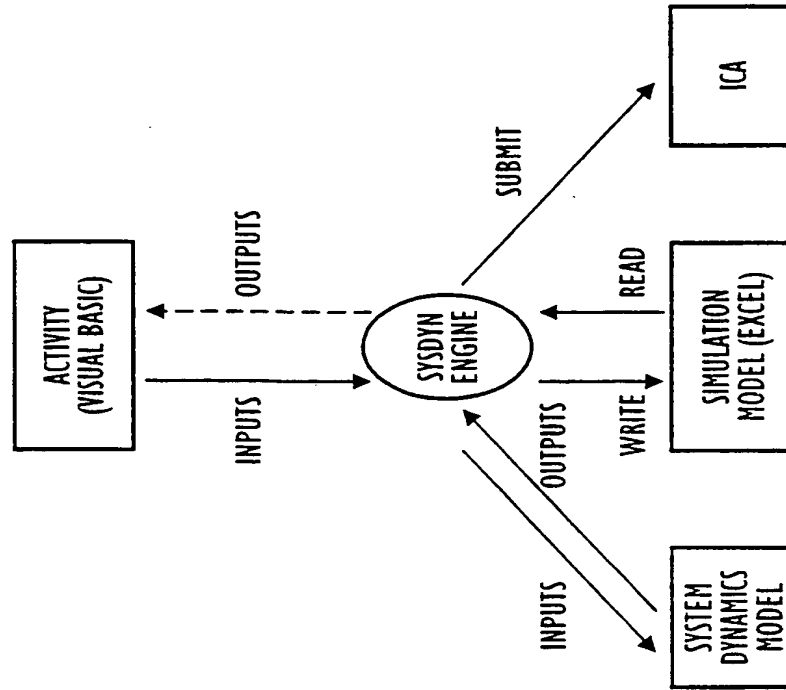 ACTIVITY
(VISUAL BASIC)
INPUTS
OUTPUTS
SYSDYN
ENGINE
SUBMIT
INPUTS
OUTPUTS
WRITE
READ
SYSTEM
DYNAMICS
MODEL
SIMULATION
MODEL (EXCEL)
ICA